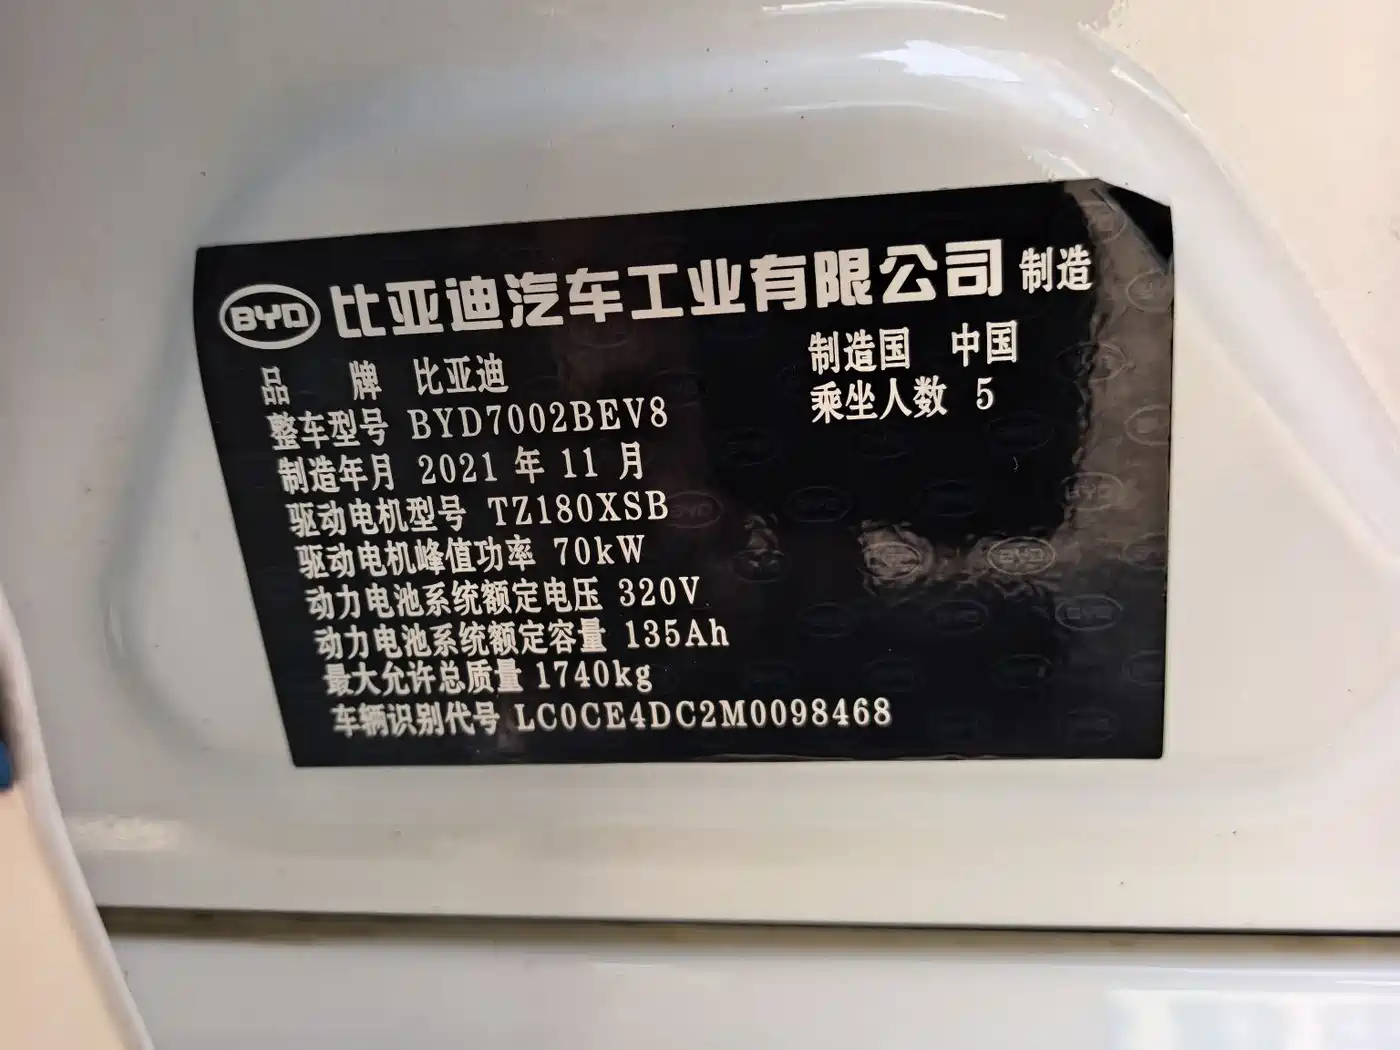 BYD 比亚迪汽车工业有限公司 制造
品 牌 比亚迪 制造国 中国
整车型号 BYD7002BEV8 乘坐人数 5
制造年月 2021 年 11 月
驱动电机型号 TZ180XSB
驱动电机峰值功率 70kW
动力电池系统额定电压 320V
动力电池系统额定容量 135Ah
最大允许总质量 1740kg
车辆识别代号 LC0CE4DC2M0098468